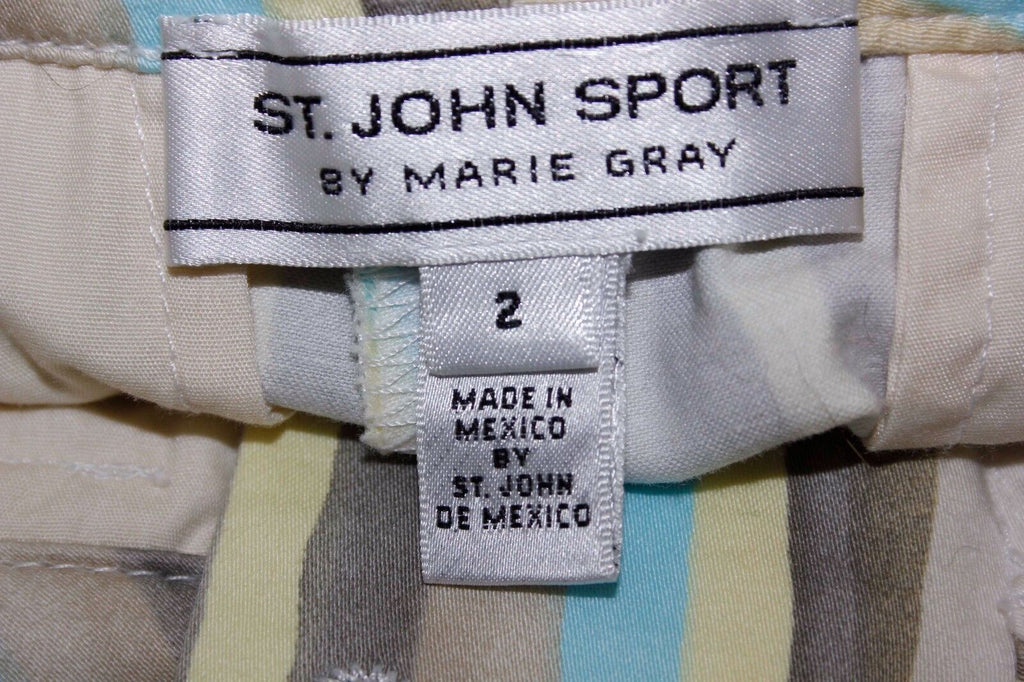 ST. JOHN SPORT
BY MARIE GRAY
2
MADE IN
MEXICO
BY
ST. JOHN
DE MEXICO